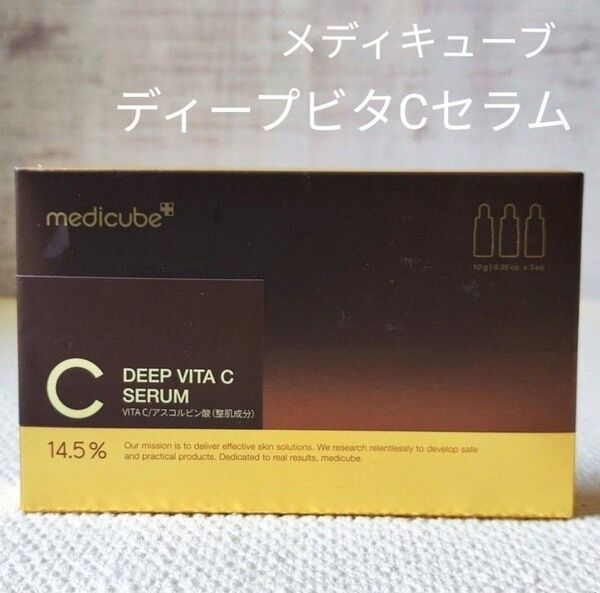 メディキューブ
ディープビタCセラム
medicube
10 g | 0.35 oz. x 3 ea
C
DEEP VITA C
SERUM
VITA C/アスコルビン酸(整肌成分)
14.5%
Our mission is to deliver effective skin solutions. We research relentlessly to develop safe
and practical products. Dedicated to real results, medicube.